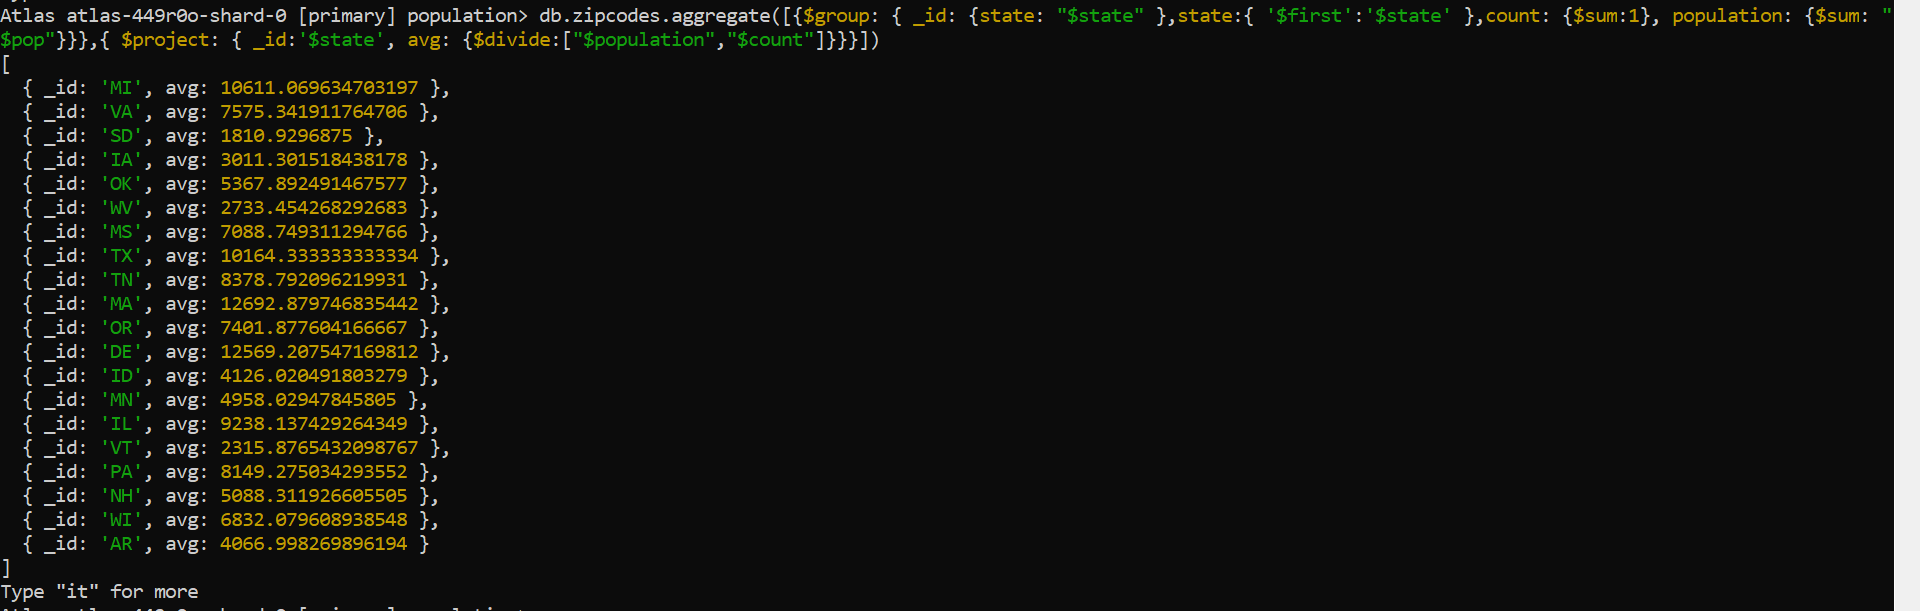 Atlas atlas-449r0o-shard-0 [primary] population> db.zipcodes.aggregate([{$group: { _id: {state: "$state" },state:{ '$first':'$state' },count: {$sum:1}, population: {$sum: "
$pop"}}},{ $project: { _id:'$state', avg: {$divide:["$population","$count"]}}}])
[
  { _id: 'MI', avg: 10611.069634703197 },
  { _id: 'VA', avg: 7575.341911764706 },
  { _id: 'SD', avg: 1810.9296875 },
  { _id: 'IA', avg: 3011.301518438178 },
  { _id: 'OK', avg: 5367.892491467577 },
  { _id: 'WV', avg: 2733.454268292683 },
  { _id: 'MS', avg: 7088.749311294766 },
  { _id: 'TX', avg: 10164.333333333334 },
  { _id: 'TN', avg: 8378.792096219931 },
  { _id: 'MA', avg: 12692.879746835442 },
  { _id: 'OR', avg: 7401.877604166667 },
  { _id: 'DE', avg: 12569.207547169812 },
  { _id: 'ID', avg: 4126.020491803279 },
  { _id: 'MN', avg: 4958.02947845805 },
  { _id: 'IL', avg: 9238.137429264349 },
  { _id: 'VT', avg: 2315.8765432098767 },
  { _id: 'PA', avg: 8149.275034293552 },
  { _id: 'NH', avg: 5088.311926605505 },
  { _id: 'WI', avg: 6832.079608938548 },
  { _id: 'AR', avg: 4066.998269896194 }
]
Type "it" for more